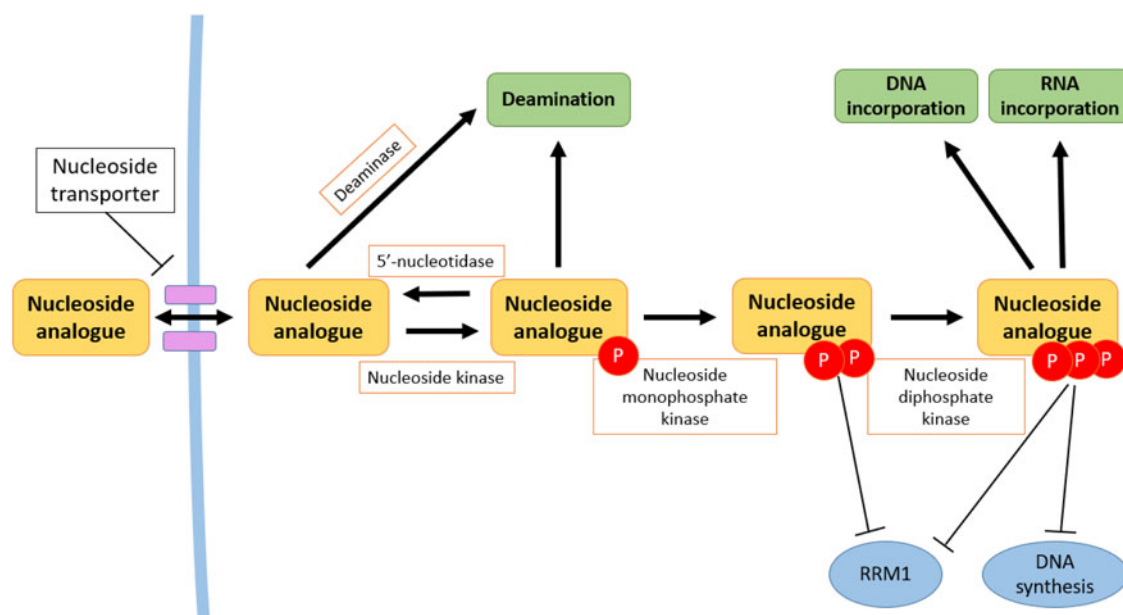 DNA
incorporation
RNA
incorporation
Deamination
Deaminase
Nucleoside
transporter
5′-nucleotidase
Nucleoside
analogue
Nucleoside
analogue
Nucleoside
analogue
P
Nucleoside
analogue
P P
Nucleoside
analogue
P P P
Nucleoside kinase
Nucleoside
monophosphate
kinase
Nucleoside
diphosphate
kinase
RRM1
DNA
synthesis